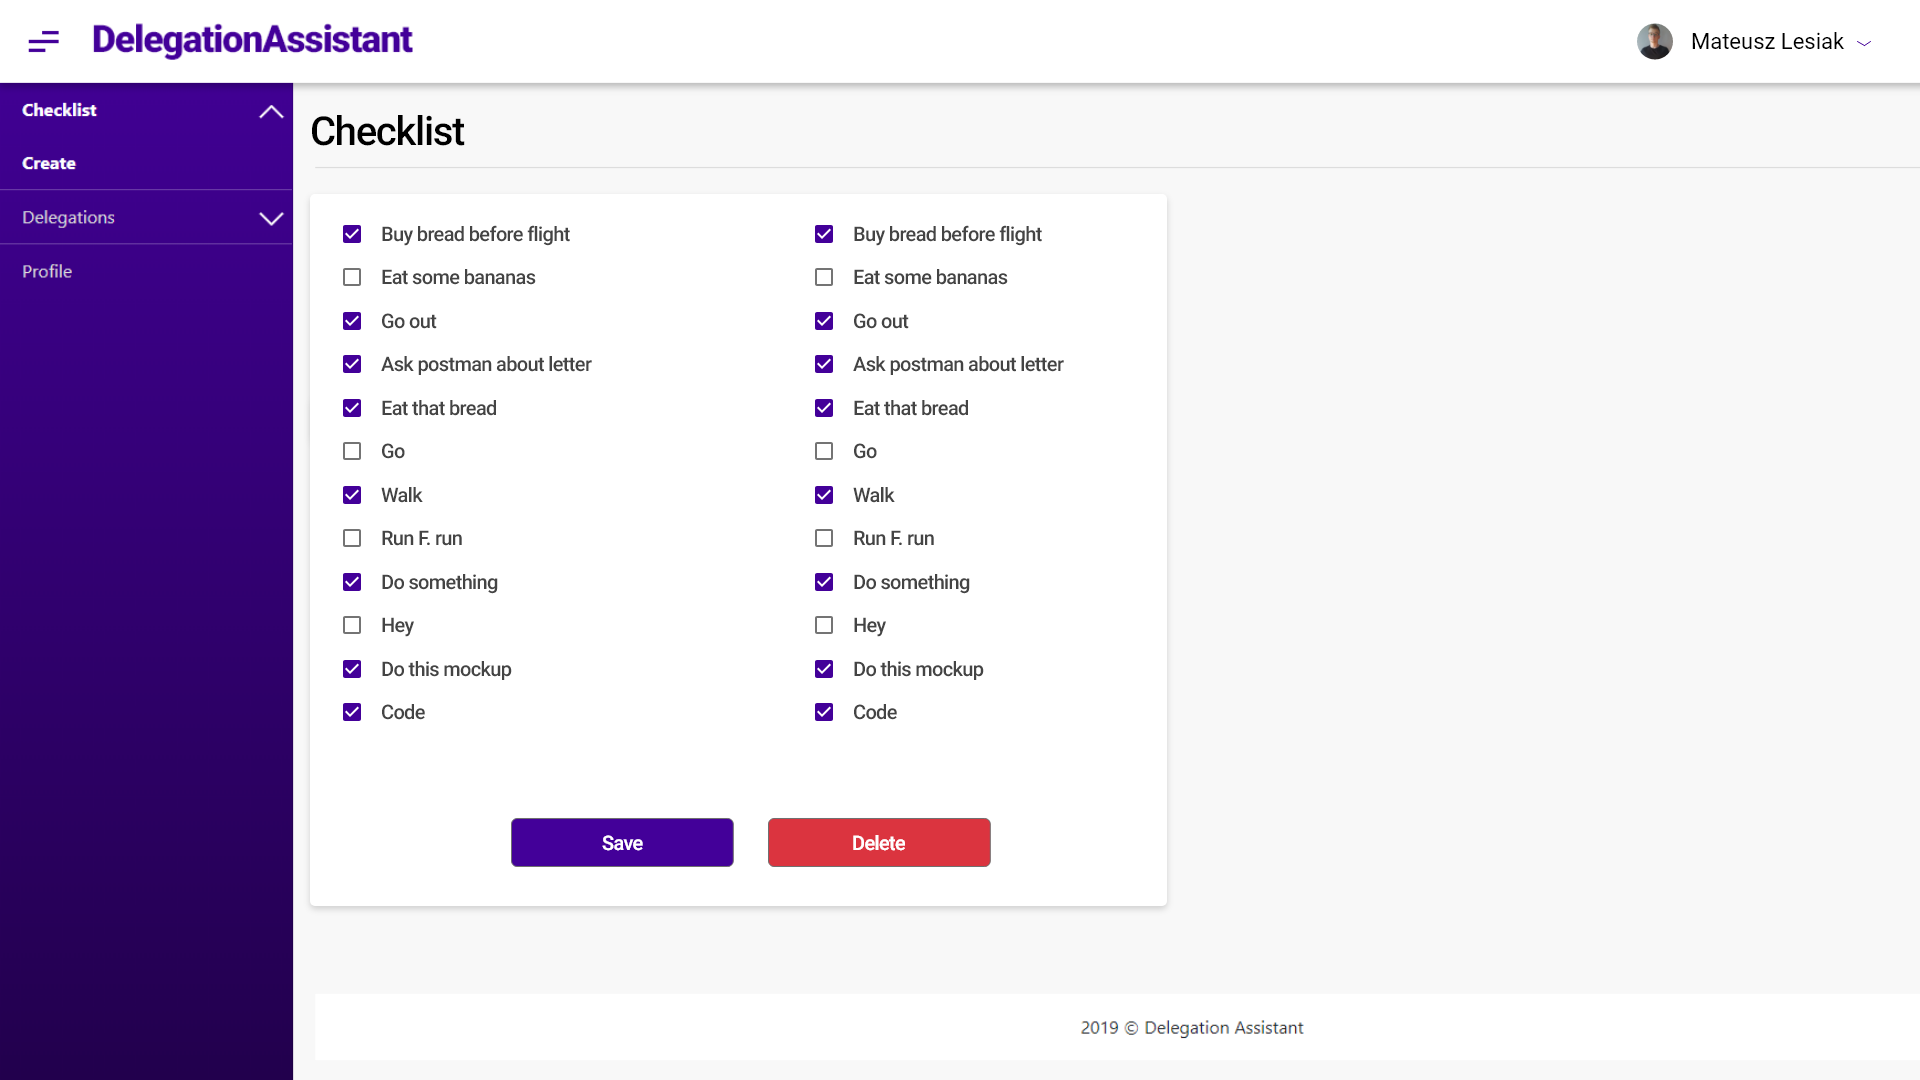 DelegationAssistant
Mateusz Lesiak
Checklist
Create
Delegations
Profile
Checklist
Buy bread before flight
Eat some bananas
Go out
Ask postman about letter
Eat that bread
Go
Walk
Run F. run
Do something
Hey
Do this mockup
Code
Buy bread before flight
Eat some bananas
Go out
Ask postman about letter
Eat that bread
Go
Walk
Run F. run
Do something
Hey
Do this mockup
Code
Save
Delete
2019 © Delegation Assistant